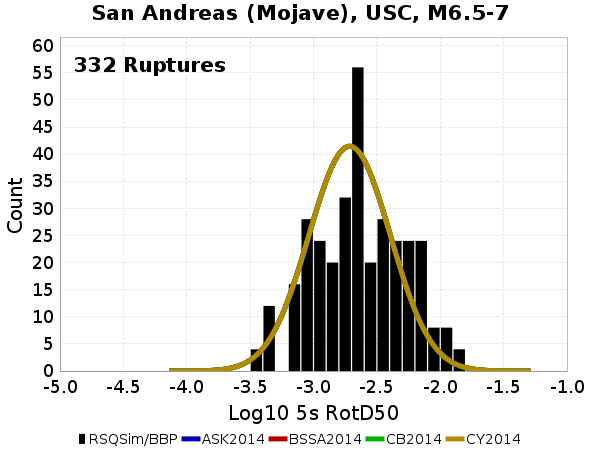 San Andreas (Mojave), USC, M6.5-7
332 Ruptures
60
55
50
45
40
35
30
25
20
15
10
5
0
Count
-5.0 -4.5 -4.0 -3.5 -3.0 -2.5 -2.0 -1.5 -1.0
Log10 5s RotD50
RSQSim/BBP ASK2014 BSSA2014 CB2014 CY2014